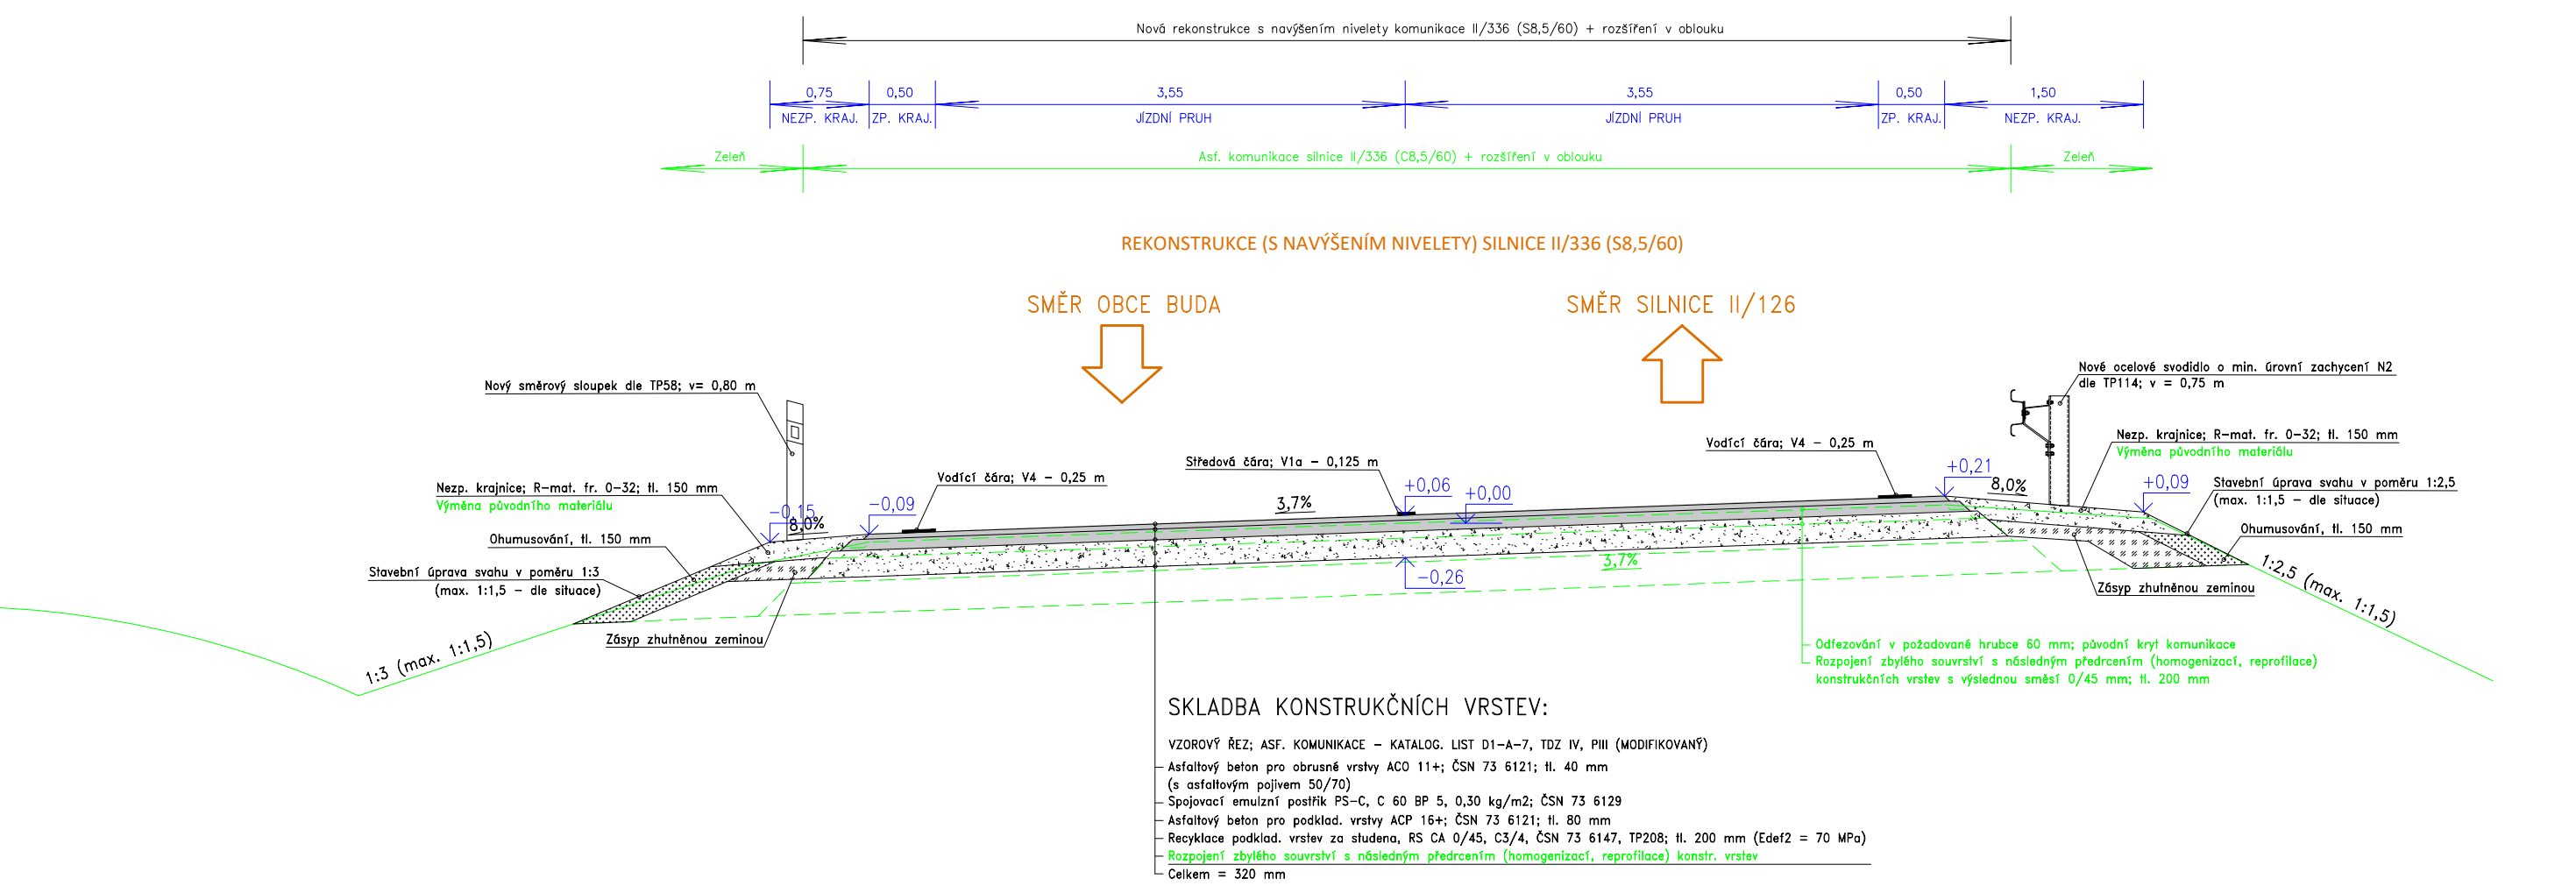 Nová rekonstrukce s navýšením nivelety komunikace II/336 (S8,5/60) + rozšíření v oblouku
0,75 0,50 3,55 3,55 0,50 1,50
NEZP. KRAJ. ZP. KRAJ. JÍZDNÍ PRUH JÍZDNÍ PRUH ZP. KRAJ. NEZP. KRAJ.
Zeleň Asf. komunikace silnice II/336 (C8,5/60) + rozšíření v oblouku Zeleň
REKONSTRUKCE (S NAVÝŠENÍM NIVELETY) SILNICE II/336 (S8,5/60)
SMĚR OBCE BUDA SMĚR SILNICE II/126
Nový směrový sloupek dle TP58; v= 0,80 m
Nové ocelové svodidlo o min. úrovní zachycení N2
dle TP114; v = 0,75 m
Vodící čára; V4 – 0,25 m
Nezp. krajnice; R–mat. fr. 0–32; tl. 150 mm
Výměna původního materiálu
Středová čára; V1a – 0,125 m
Vodící čára; V4 – 0,25 m
Nezp. krajnice; R–mat. fr. 0–32; tl. 150 mm
Výměna původního materiálu
+0,21
8,0%
+0,09
Stavební úprava svahu v poměru 1:2,5
(max. 1:1,5 – dle situace)
+0,06
+0,00
3,7%
–0,09
–0,15
8,0%
Ohumusování, tl. 150 mm
Ohumusování, tl. 150 mm
Stavební úprava svahu v poměru 1:3
(max. 1:1,5 – dle situace)
3,7%
–0,26
1:2,5 (max. 1:1,5)
Zásyp zhutněnou zeminou
Zásyp zhutněnou zeminou
1:3 (max. 1:1,5)
Odfezování v požadované hrubce 60 mm; původní kryt komunikace
Rozpojení zbylého souvrství s následným předrcením (homogenizací, reprofilace)
konstrukčních vrstev s výslednou směsí 0/45 mm; tl. 200 mm
SKLADBA KONSTRUKČNÍCH VRSTEV:
VZOROVÝ ŘEZ; ASF. KOMUNIKACE – KATALOG. LIST D1–A–7, TDZ IV, PIII (MODIFIKOVANÝ)
Asfaltový beton pro obrusné vrstvy ACO 11+; ČSN 73 6121; tl. 40 mm
(s asfaltovým pojivem 50/70)
Spojovací emulzní postřik PS–C, C 60 BP 5, 0,30 kg/m2; ČSN 73 6129
Asfaltový beton pro podklad. vrstvy ACP 16+; ČSN 73 6121; tl. 80 mm
Recyklace podklad. vrstev za studena, RS CA 0/45, C3/4, ČSN 73 6147, TP208; tl. 200 mm (Edef2 = 70 MPa)
Rozpojení zbylého souvrství s následným předrcením (homogenizací, reprofilace) konstr. vrstev
Celkem = 320 mm